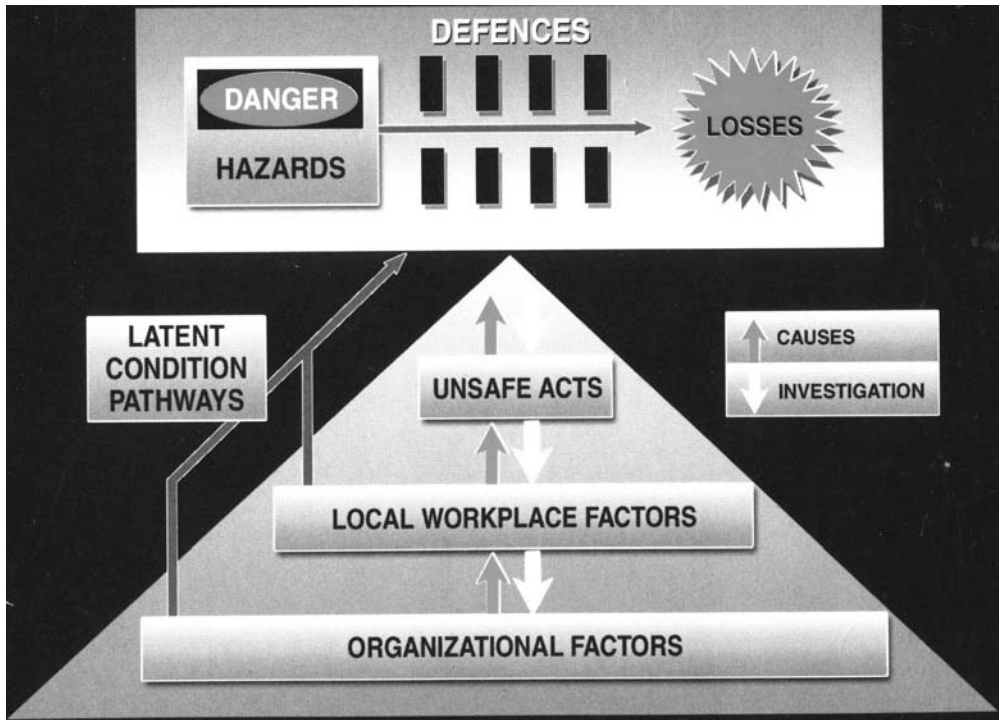 DEFENCES
DANGER
HAZARDS
LOSSES
LATENT
CONDITION
PATHWAYS
CAUSES
INVESTIGATION
UNSAFE ACTS
LOCAL WORKPLACE FACTORS
ORGANIZATIONAL FACTORS